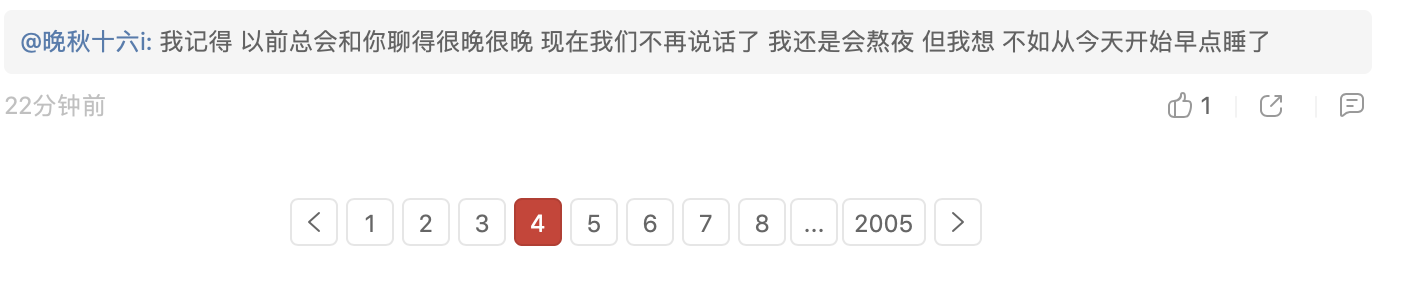 @晚秋十六i: 我记得 以前总会和你聊得很晚很晚 现在我们不再说话了 我还是会熬夜 但我想 不如从今天开始早点睡了
22分钟前 1
1 2 3 4 5 6 7 8 ... 2005